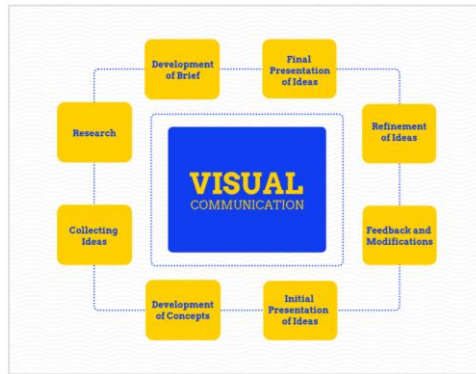 Development
of Brief
Final
Presentation
of Ideas
Research
Refinement
of Ideas
VISUAL
COMMUNICATION
Collecting
Ideas
Feedback and
Modifications
Development
of Concepts
Initial
Presentation
of Ideas